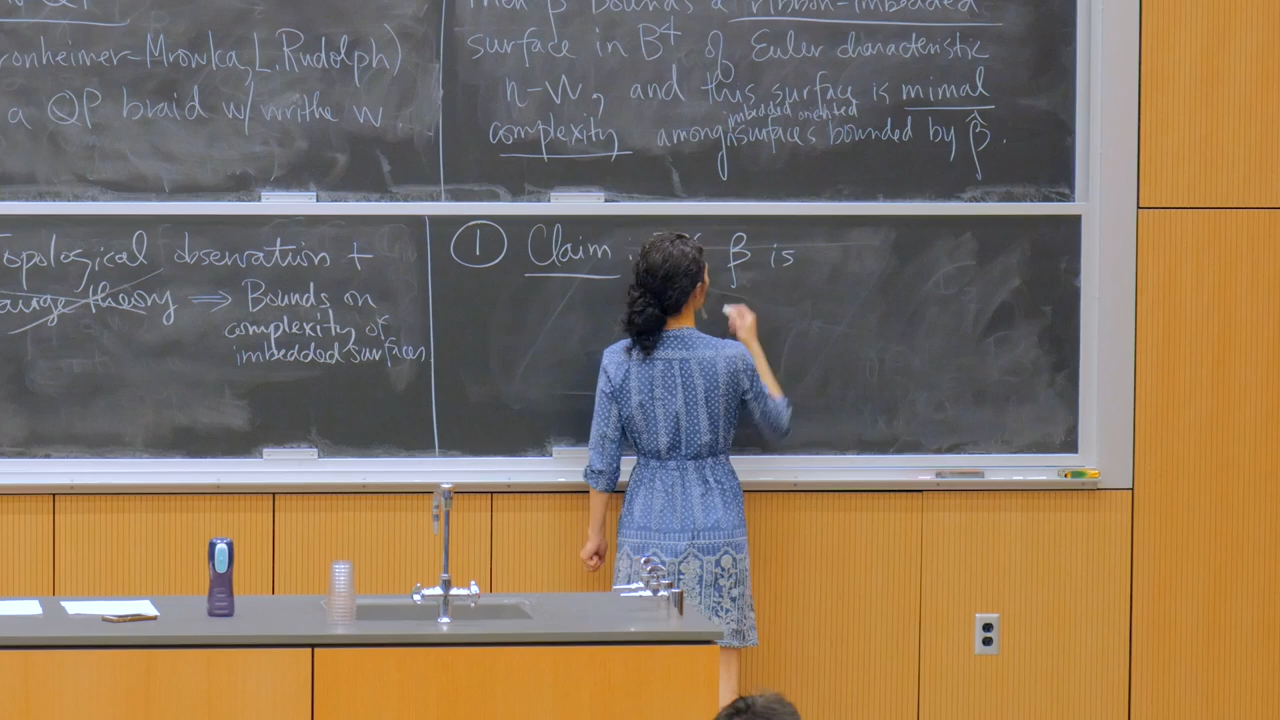 ronheimer-Mrowka, L. Rudolph)
a QP braid w/ writhe w
Then β bounds a ribbon-imbedded
surface in B⁴ of Euler characteristic
n-w, and this surface is mimal
imbedded oriented
complexity among surfaces bounded by β̂.
Topological observation +
auge theory ⟹ Bounds on
complexity of
imbedded surfaces
① Claim : β is